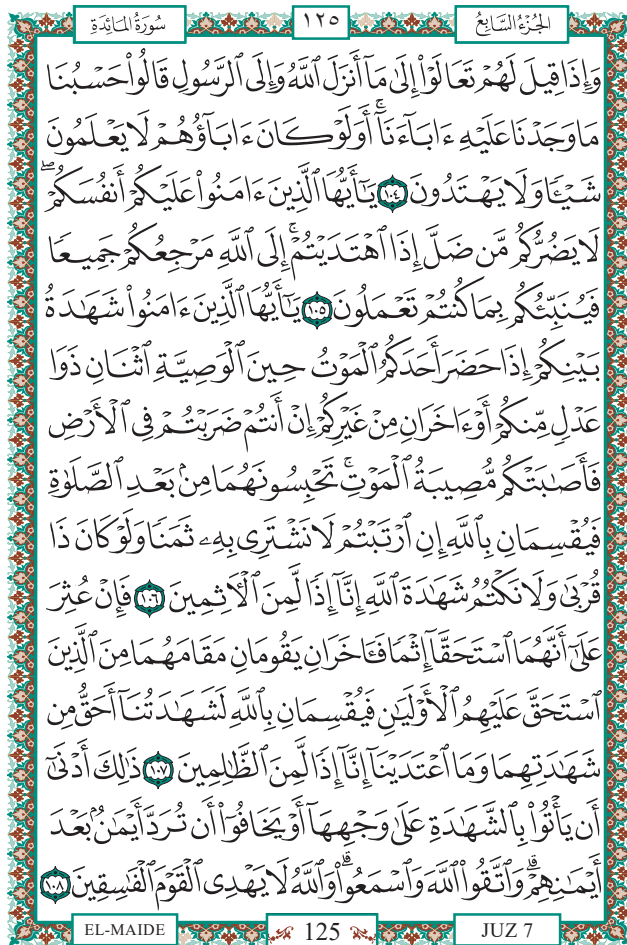 سُورَةُ المَائِدَةِ
١٢٥
الجُزْءُ السَّابِعُ
وَإِذَا قِيلَ لَهُمْ تَعَالَوْا۟ إِلَىٰ مَآ أَنزَلَ ٱللَّهُ وَإِلَى ٱلرَّسُولِ قَالُوا۟ حَسْبُنَا
مَا وَجَدْنَا عَلَيْهِ ءَابَآءَنَآ ۚ أَوَلَوْ كَانَ ءَابَآؤُهُمْ لَا يَعْلَمُونَ
شَيْـًٔا وَلَا يَهْتَدُونَ ١٠٤ يَـٰٓأَيُّهَا ٱلَّذِينَ ءَامَنُوا۟ عَلَيْكُمْ أَنفُسَكُمْ ۖ
لَا يَضُرُّكُم مَّن ضَلَّ إِذَا ٱهْتَدَيْتُمْ ۚ إِلَى ٱللَّهِ مَرْجِعُكُمْ جَمِيعًا
فَيُنَبِّئُكُم بِمَا كُنتُمْ تَعْمَلُونَ ١٠٥ يَـٰٓأَيُّهَا ٱلَّذِينَ ءَامَنُوا۟ شَهَـٰدَةُ
بَيْنِكُمْ إِذَا حَضَرَ أَحَدَكُمُ ٱلْمَوْتُ حِينَ ٱلْوَصِيَّةِ ٱثْنَانِ ذَوَا
عَدْلٍ مِّنكُمْ أَوْ ءَاخَرَانِ مِنْ غَيْرِكُمْ إِنْ أَنتُمْ ضَرَبْتُمْ فِى ٱلْأَرْضِ
فَأَصَـٰبَتْكُم مُّصِيبَةُ ٱلْمَوْتِ ۚ تَحْبِسُونَهُمَا مِنۢ بَعْدِ ٱلصَّلَوٰةِ
فَيُقْسِمَانِ بِٱللَّهِ إِنِ ٱرْتَبْتُمْ لَا نَشْتَرِى بِهِۦ ثَمَنًا وَلَوْ كَانَ ذَا
قُرْبَىٰ ۙ وَلَا نَكْتُمُ شَهَـٰدَةَ ٱللَّهِ إِنَّآ إِذًا لَّمِنَ ٱلْـَٔاثِمِينَ ١٠٦ فَإِنْ عُثِرَ
عَلَىٰٓ أَنَّهُمَا ٱسْتَحَقَّآ إِثْمًا فَـَٔاخَرَانِ يَقُومَانِ مَقَامَهُمَا مِنَ ٱلَّذِينَ
ٱسْتَحَقَّ عَلَيْهِمُ ٱلْأَوْلَيَـٰنِ فَيُقْسِمَانِ بِٱللَّهِ لَشَهَـٰدَتُنَآ أَحَقُّ مِن
شَهَـٰدَتِهِمَا وَمَا ٱعْتَدَيْنَآ إِنَّآ إِذًا لَّمِنَ ٱلظَّـٰلِمِينَ ١٠٧ ذَٰلِكَ أَدْنَىٰٓ
أَن يَأْتُوا۟ بِٱلشَّهَـٰدَةِ عَلَىٰ وَجْهِهَآ أَوْ يَخَافُوٓا۟ أَن تُرَدَّ أَيْمَـٰنٌۢ بَعْدَ
أَيْمَـٰنِهِمْ ۗ وَٱتَّقُوا۟ ٱللَّهَ وَٱسْمَعُوا۟ ۗ وَٱللَّهُ لَا يَهْدِى ٱلْقَوْمَ ٱلْفَـٰسِقِينَ ١٠٨
EL-MAIDE
125
JUZ 7